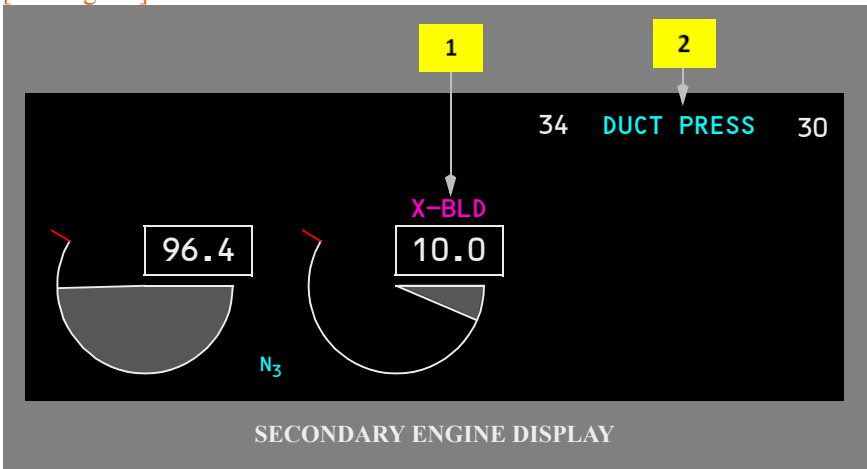 1
2
34 DUCT PRESS 30
X-BLD
96.4
10.0
N3
SECONDARY ENGINE DISPLAY